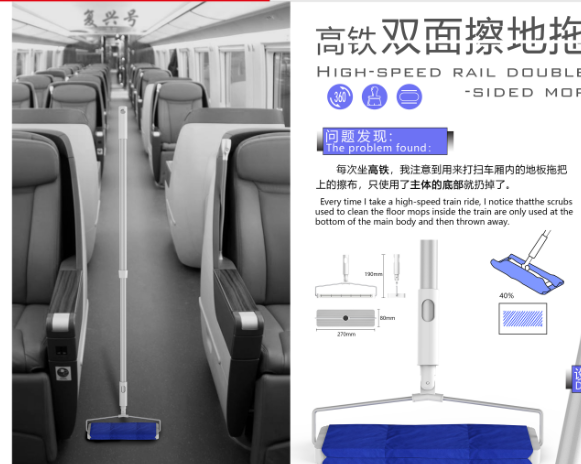 复兴号
高铁双面擦地拖
HIGH-SPEED RAIL DOUBLE
-SIDED MOP
360°
问题发现：
The problem found:
每次坐高铁，我注意到用来打扫车厢内的地板拖把
上的擦布，只使用了主体的底部就扔掉了。
Every time I take a high-speed train ride, I notice thatthe scrubs
used to clean the floor mops inside the train are only used at the
bottom of the main body and then thrown away.
190mm
80mm
270mm
40%